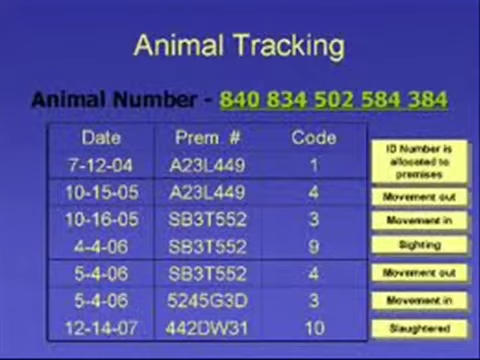 Animal Tracking
Animal Number - 840 834 502 584 384
Date Prem. # Code
7-12-04 A23L449 1 ID Number is allocated to premises
10-15-05 A23L449 4 Movement out
10-16-05 SB3T552 3 Movement in
4-4-06 SB3T552 9 Sighting
5-4-06 SB3T552 4 Movement out
5-4-06 5245G3D 3 Movement in
12-14-07 442DW31 10 Slaughtered